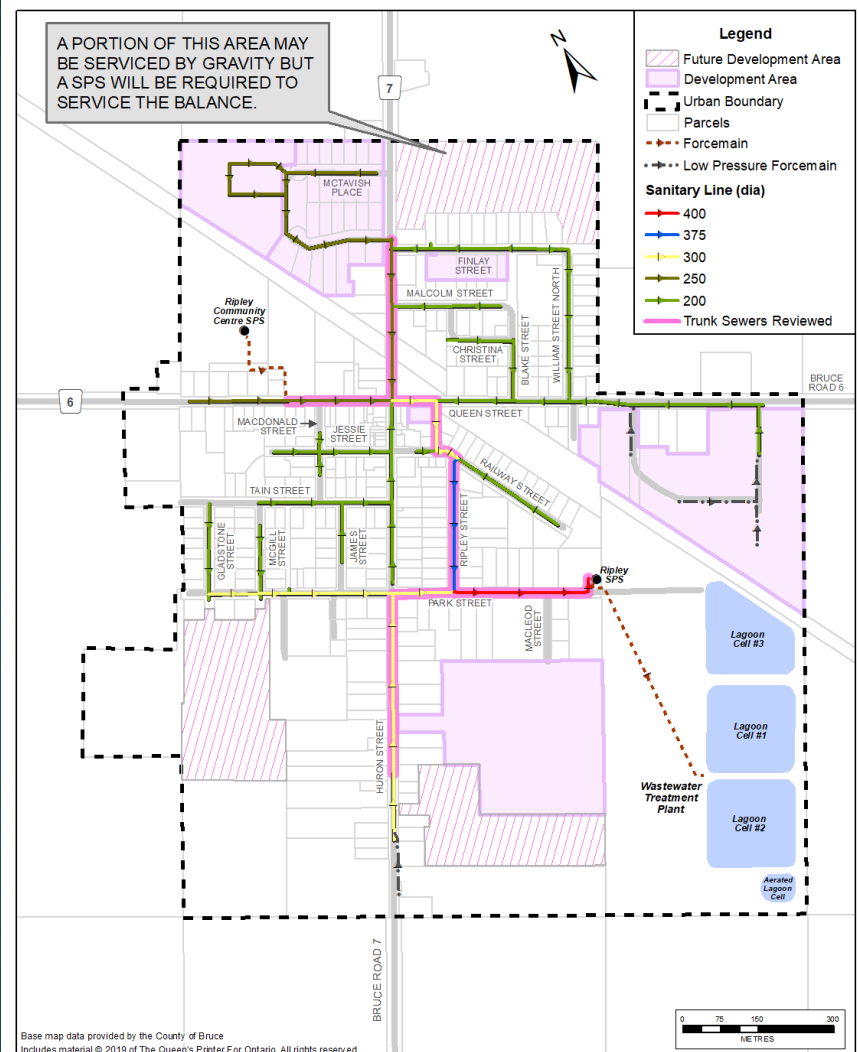 A PORTION OF THIS AREA MAY
BE SERVICED BY GRAVITY BUT
A SPS WILL BE REQUIRED TO
SERVICE THE BALANCE.
N
7
Legend
Future Development Area
Development Area
Urban Boundary
Parcels
Forcemain
Low Pressure Forcemain
Sanitary Line (dia)
400
375
300
250
200
Trunk Sewers Reviewed
MCTAVISH
PLACE
FINLAY
STREET
MALCOLM STREET
WILLIAM STREET NORTH
BLAKE STREET
CHRISTINA
STREET
Ripley
Community
Centre SPS
BRUCE
ROAD 6
6
QUEEN STREET
MACDONALD
STREET
JESSIE
STREET
RAILWAY STREET
TAIN STREET
GLADSTONE
STREET
MCGILL
STREET
JAMES
STREET
RIPLEY STREET
Ripley
SPS
PARK STREET
MACLEOD
STREET
Lagoon
Cell #3
Lagoon
Cell #1
HURON STREET
Wastewater
Treatment
Plant
Lagoon
Cell #2
Aerated
Lagoon
Cell
BRUCE ROAD 7
0 75 150 300
METRES
Base map data provided by the County of Bruce
Includes material © 2019 of The Queen's Printer For Ontario. All rights reserved.